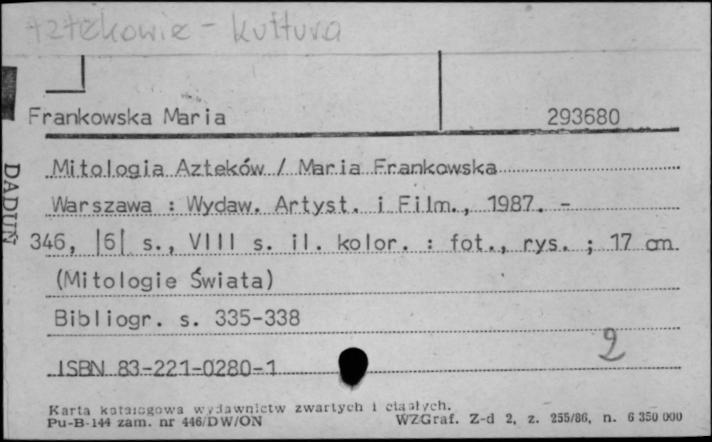 Aztekowie - kultura
Frankowska Maria 293680
Mitologia Azteków / Maria Frankowska
Warszawa : Wydaw. Artyst. i Film., 1987. -
346, |6| s., VIII s. il. kolor. : fot., rys. ; 17 cm.
(Mitologie Świata)
Bibliogr. s. 335-338
2
ISBN 83-221-0280-1
Karta katalogowa wydawnictw zwartych i ciągłych.
Pu-B-144 zam. nr 446/DW/ON WZGraf. Z-d 2, z. 255/86, n. 6 350 000
DADUŃ